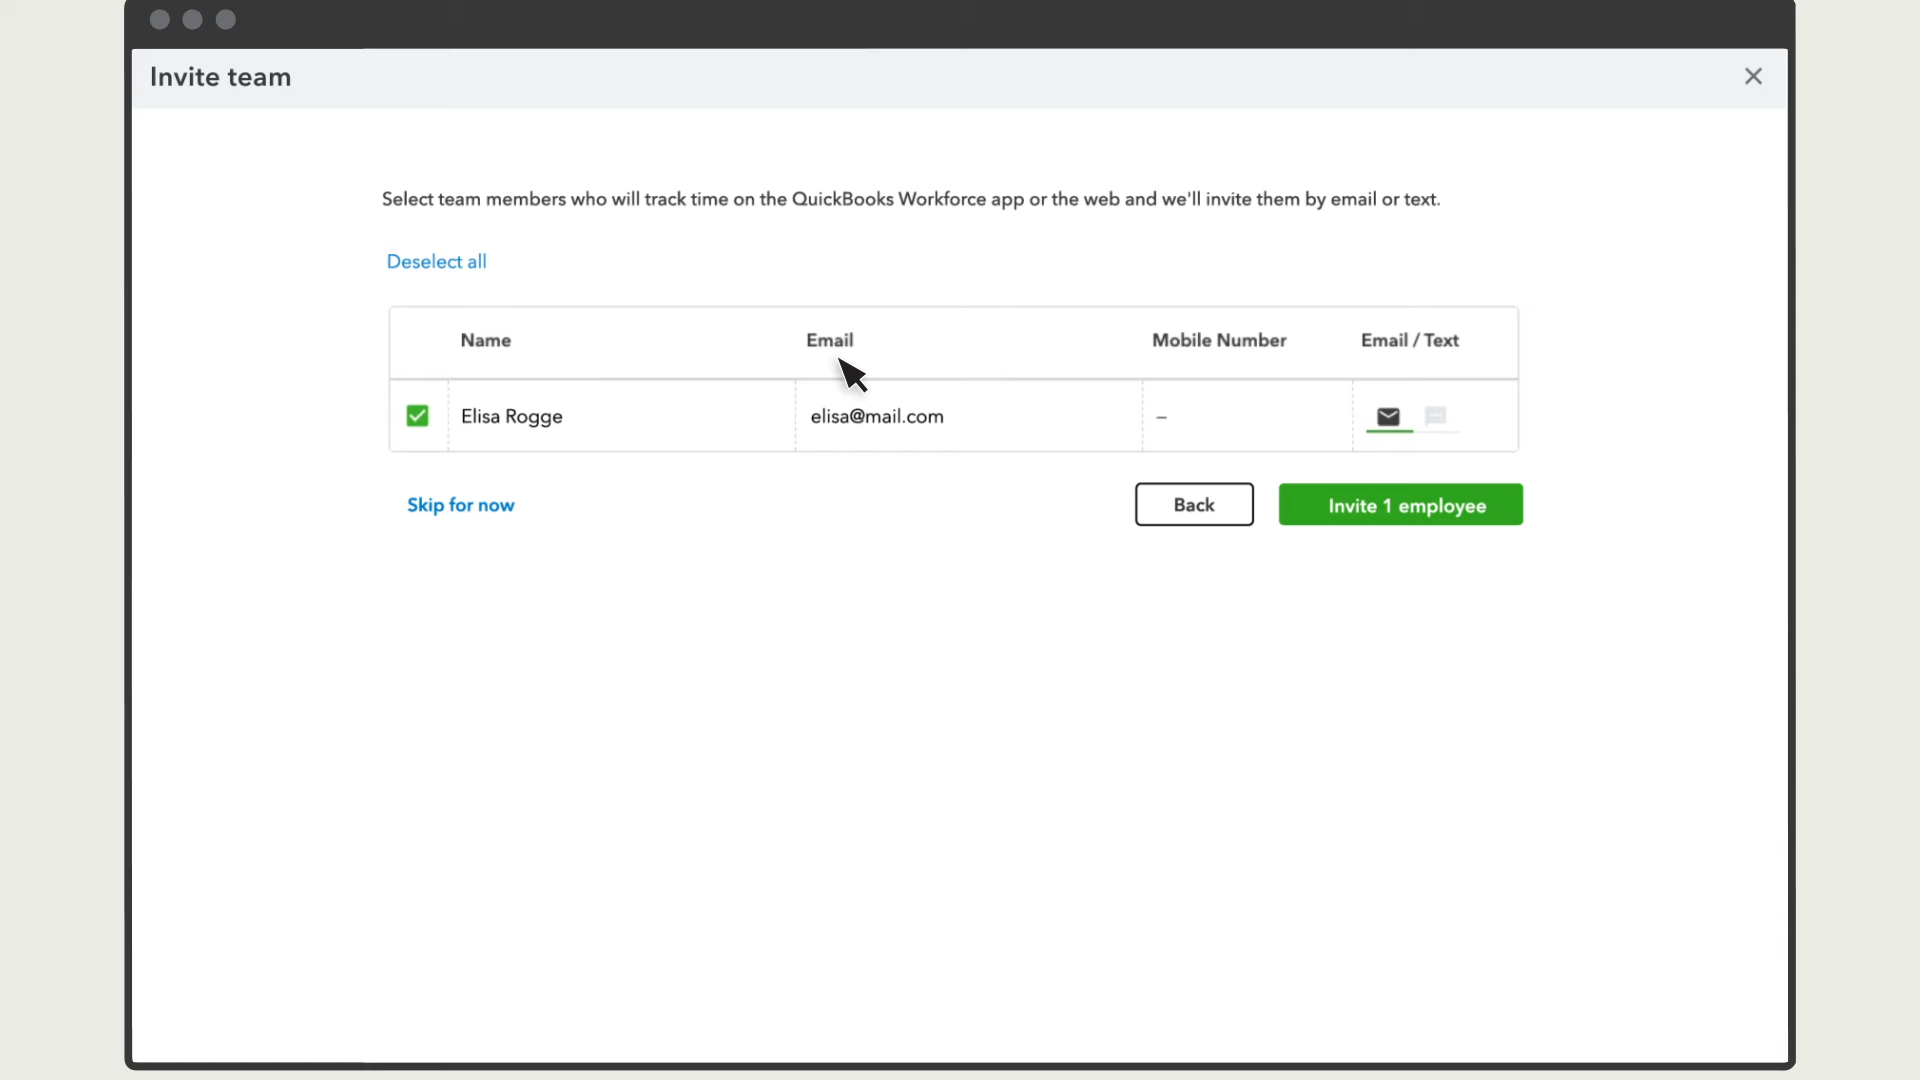 Invite team
Select team members who will track time on the QuickBooks Workforce app or the web and we'll invite them by email or text.
Deselect all
Name Email Mobile Number Email / Text
Elisa Rogge elisa@mail.com –
Skip for now Back Invite 1 employee